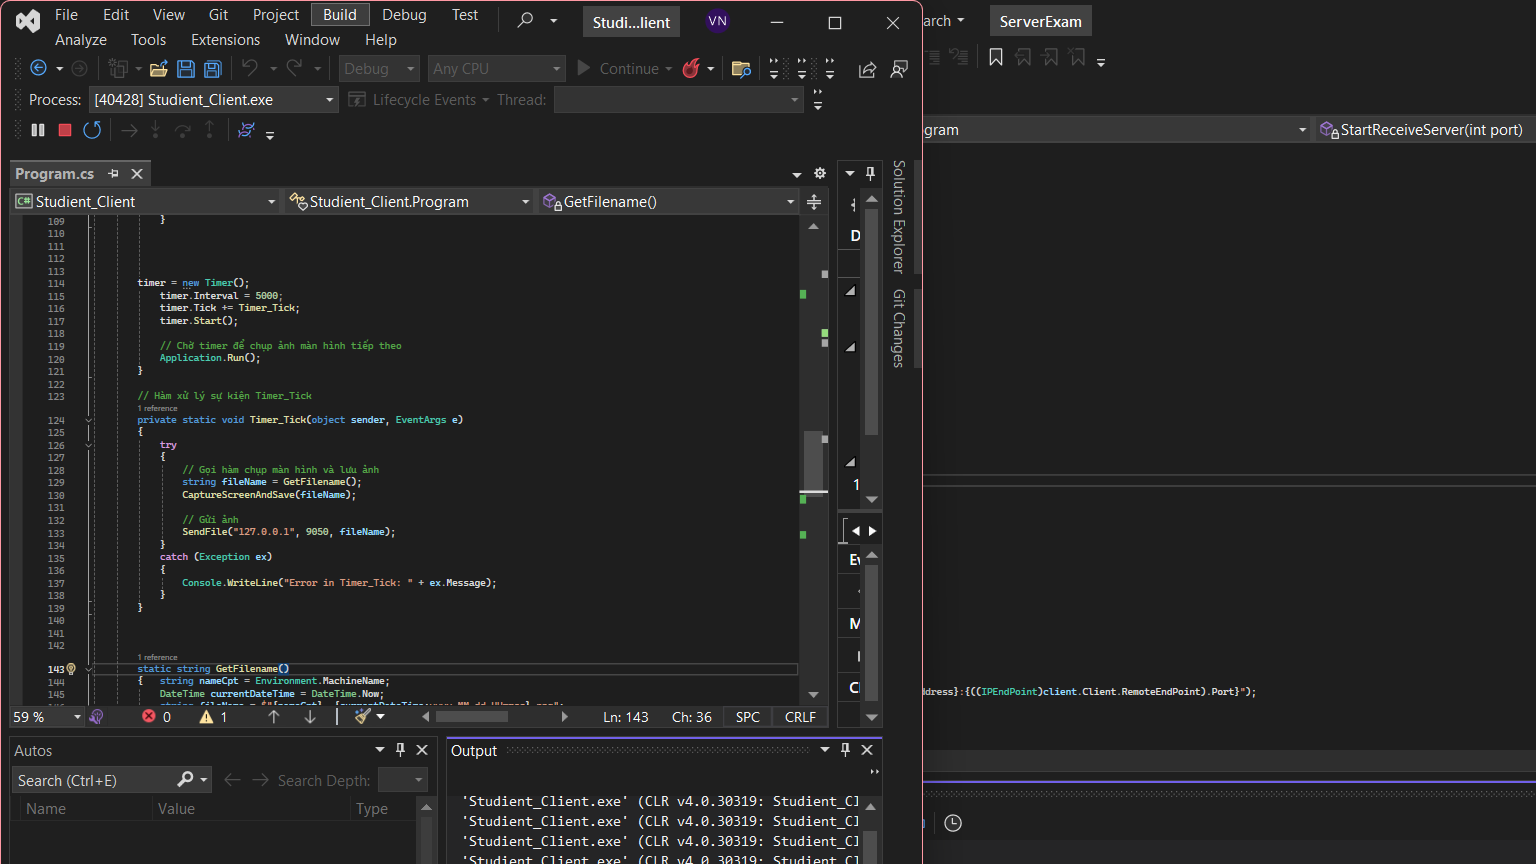 File Edit View Git Project Build Debug Test Studi...lient VN
Analyze Tools Extensions Window Help
Debug Any CPU Continue
Process: [40428] Studient_Client.exe Lifecycle Events Thread:
Program.cs
Studient_Client Studient_Client.Program GetFilename()
109 }
110
111
112
113
114 timer = new Timer();
115 timer.Interval = 5000;
116 timer.Tick += Timer_Tick;
117 timer.Start();
118
119 // Chờ timer để chụp ảnh màn hình tiếp theo
120 Application.Run();
121 }
122
123 // Hàm xử lý sự kiện Timer_Tick
1 reference
124 private static void Timer_Tick(object sender, EventArgs e)
125 {
126 try
127 {
128 // Gọi hàm chụp màn hình và lưu ảnh
129 string fileName = GetFilename();
130 CaptureScreenAndSave(fileName);
131
132 // Gửi ảnh
133 SendFile("127.0.0.1", 9050, fileName);
134 }
135 catch (Exception ex)
136 {
137 Console.WriteLine("Error in Timer_Tick: " + ex.Message);
138 }
139 }
140
141
142
1 reference
143 static string GetFilename()
144 { string nameCpt = Environment.MachineName;
145 DateTime currentDateTime = DateTime.Now;
59 % 0 1 Ln: 143 Ch: 36 SPC CRLF
Solution Explorer
Git Changes
D
1
Ev
M
Cl
Autos
Search (Ctrl+E) Search Depth:
Name Value Type
Output
'Studient_Client.exe' (CLR v4.0.30319: Studient_Cl
'Studient_Client.exe' (CLR v4.0.30319: Studient_Cl
'Studient_Client.exe' (CLR v4.0.30319: Studient_Cl
'Studient_Client.exe' (CLR v4.0.30319: Studient_Cl
arch ServerExam
gram StartReceiveServer(int port)
dress}:{((IPEndPoint)client.Client.RemoteEndPoint).Port}");